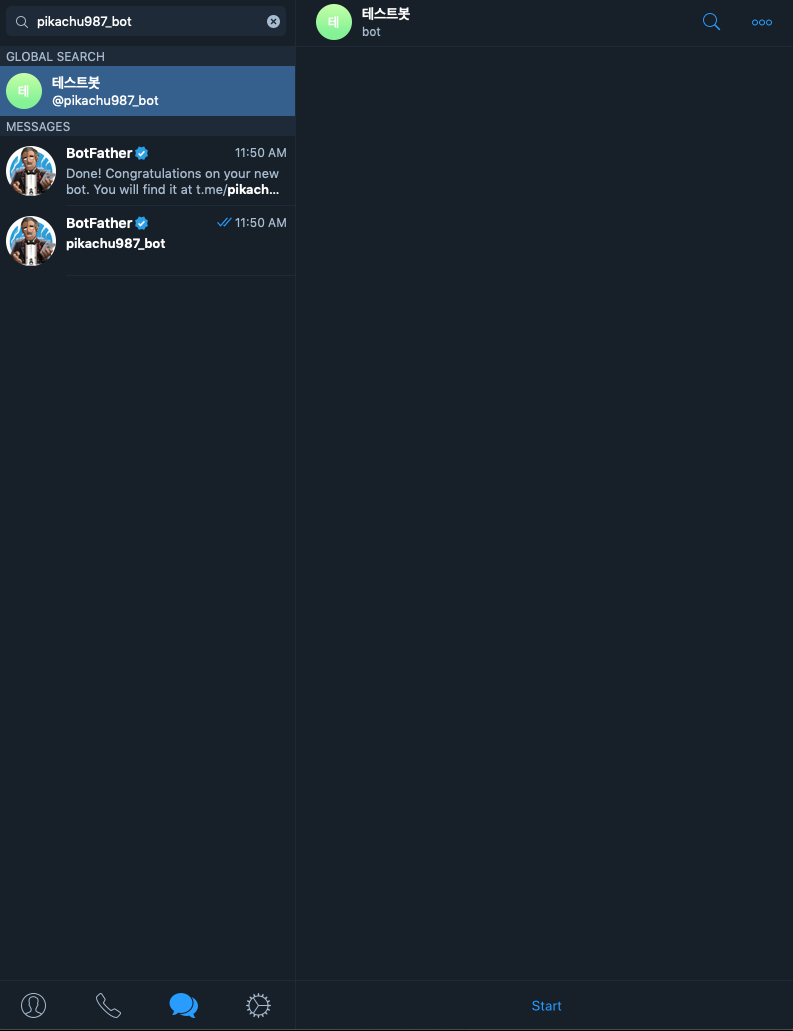 pikachu987_bot
GLOBAL SEARCH
테
테스트봇
@pikachu987_bot
MESSAGES
BotFather
11:50 AM
Done! Congratulations on your new
bot. You will find it at t.me/pikach...
BotFather
11:50 AM
pikachu987_bot
테
테스트봇
bot
Start